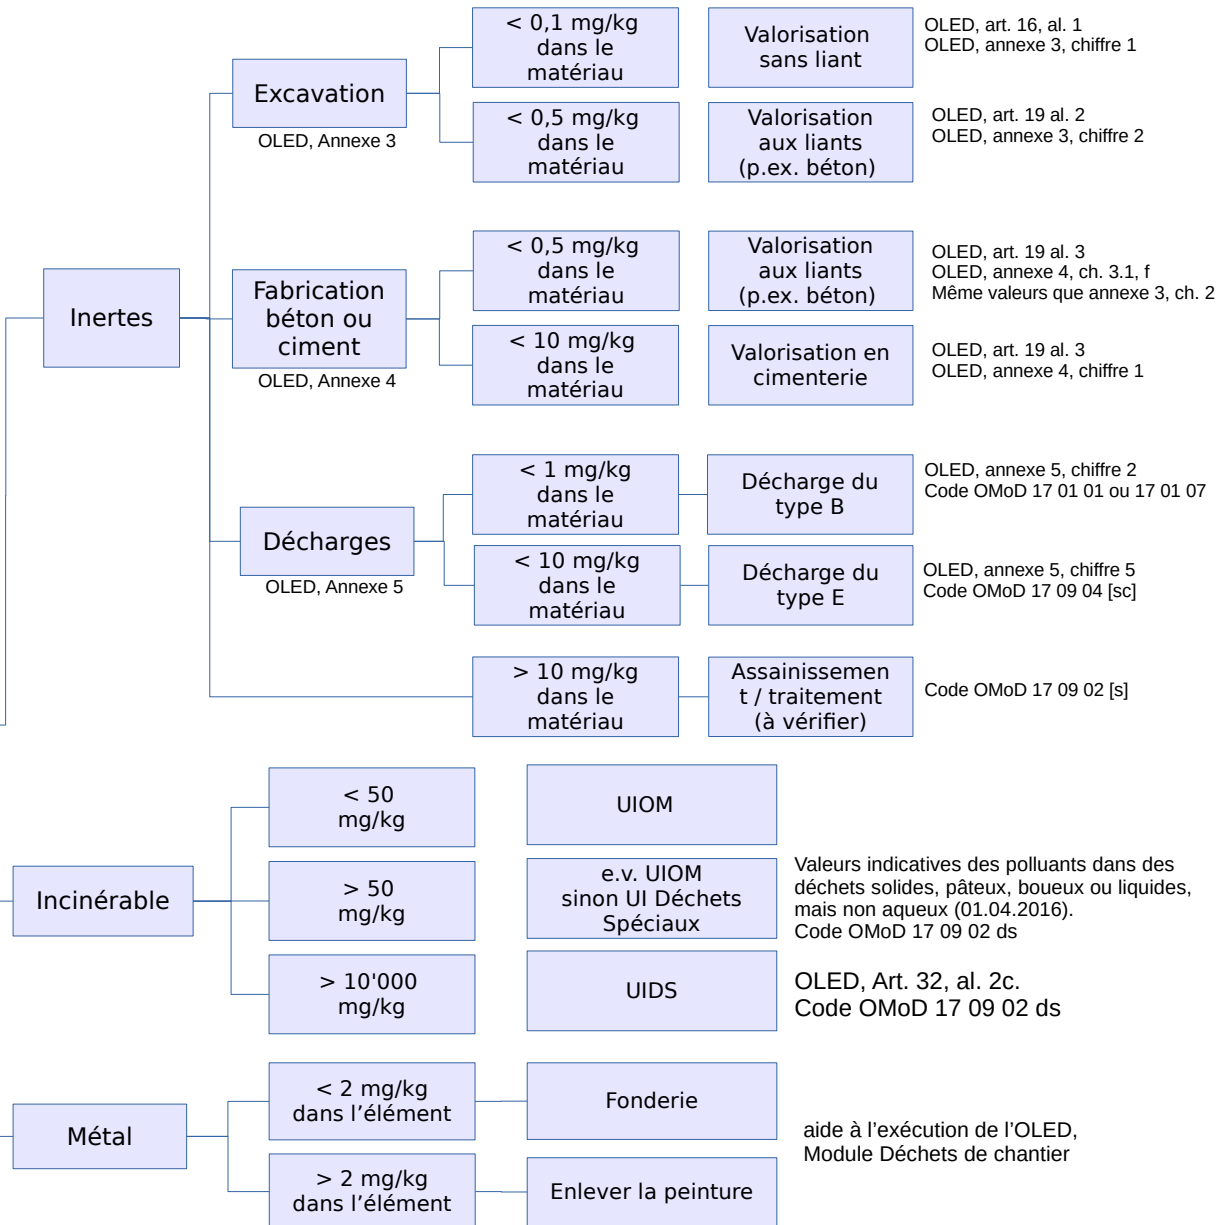 < 0,1 mg/kg
dans le
matériau
Valorisation
sans liant
OLED, art. 16, al. 1
OLED, annexe 3, chiffre 1
Excavation
OLED, Annexe 3
< 0,5 mg/kg
dans le
matériau
Valorisation
aux liants
(p.ex. béton)
OLED, art. 19 al. 2
OLED, annexe 3, chiffre 2
Inertes
Fabrication
béton ou
ciment
OLED, Annexe 4
< 0,5 mg/kg
dans le
matériau
Valorisation
aux liants
(p.ex. béton)
OLED, art. 19 al. 3
OLED, annexe 4, ch. 3.1, f
Même valeurs que annexe 3, ch. 2
< 10 mg/kg
dans le
matériau
Valorisation en
cimenterie
OLED, art. 19 al. 3
OLED, annexe 4, chiffre 1
Décharges
OLED, Annexe 5
< 1 mg/kg
dans le
matériau
Décharge du
type B
OLED, annexe 5, chiffre 2
Code OMoD 17 01 01 ou 17 01 07
< 10 mg/kg
dans le
matériau
Décharge du
type E
OLED, annexe 5, chiffre 5
Code OMoD 17 09 04 [sc]
> 10 mg/kg
dans le
matériau
Assainissemen
t / traitement
(à vérifier)
Code OMoD 17 09 02 [s]
Incinérable
< 50
mg/kg
UIOM
> 50
mg/kg
e.v. UIOM
sinon UI Déchets
Spéciaux
Valeurs indicatives des polluants dans des
déchets solides, pâteux, boueux ou liquides,
mais non aqueux (01.04.2016).
Code OMoD 17 09 02 ds
> 10'000
mg/kg
UIDS
OLED, Art. 32, al. 2c.
Code OMoD 17 09 02 ds
Métal
< 2 mg/kg
dans l’élément
Fonderie
aide à l’exécution de l’OLED,
Module Déchets de chantier
> 2 mg/kg
dans l’élément
Enlever la peinture